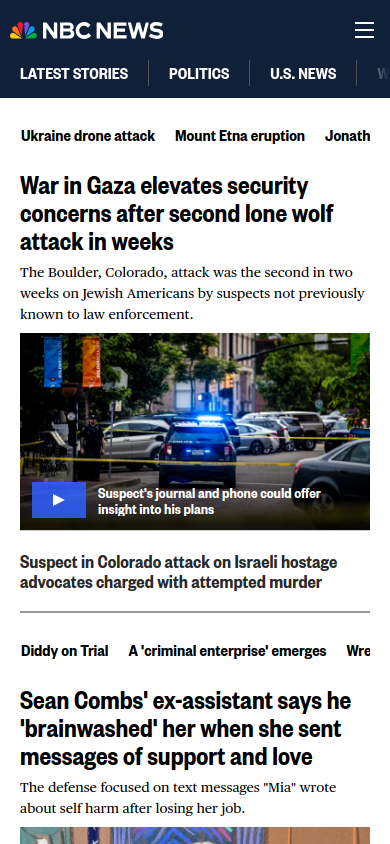 NBC NEWS
LATEST STORIES
POLITICS
U.S. NEWS
Ukraine drone attack
Mount Etna eruption
Jonath
War in Gaza elevates security
concerns after second lone wolf
attack in weeks
The Boulder, Colorado, attack was the second in two
weeks on Jewish Americans by suspects not previously
known to law enforcement.
Suspect's journal and phone could offer
insight into his plans
Suspect in Colorado attack on Israeli hostage
advocates charged with attempted murder
Diddy on Trial
A 'criminal enterprise' emerges
Wre
Sean Combs' ex-assistant says he
'brainwashed' her when she sent
messages of support and love
The defense focused on text messages "Mia" wrote
about self harm after losing her job.